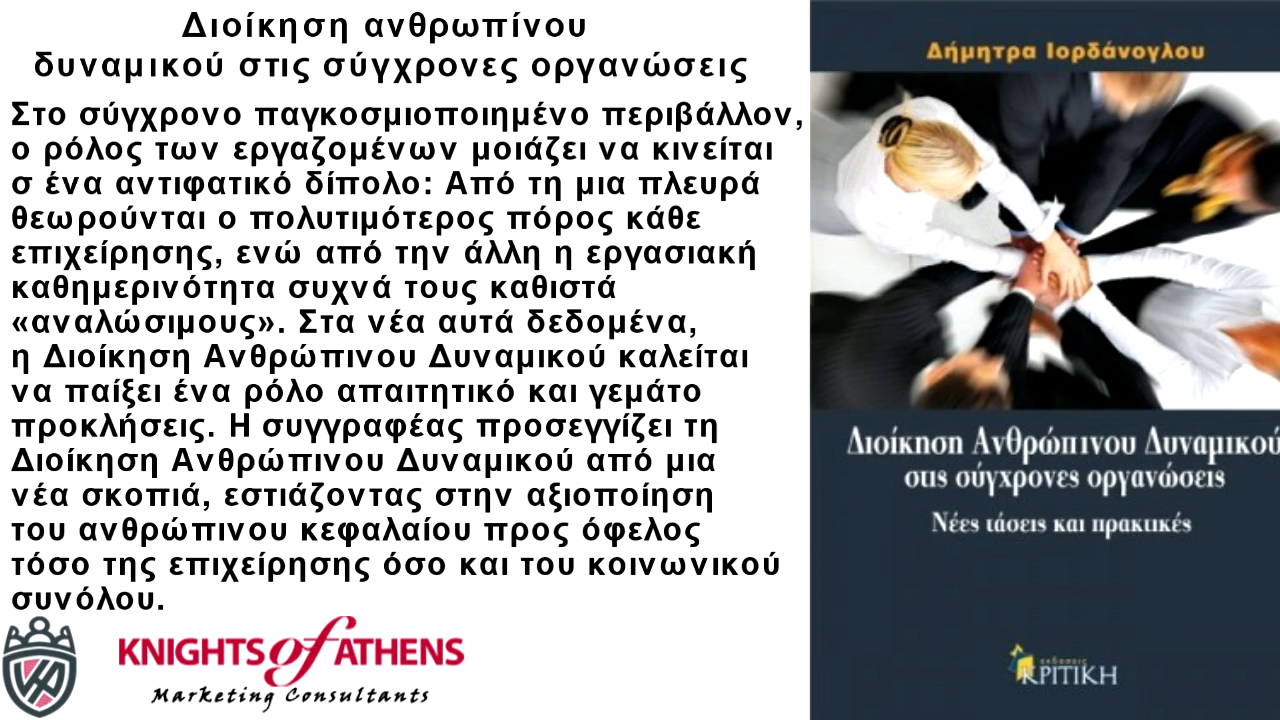 Διοίκηση ανθρωπίνου
δυναμικού στις σύγχρονες οργανώσεις
Στο σύγχρονο παγκοσμιοποιημένο περιβάλλον,
ο ρόλος των εργαζομένων μοιάζει να κινείται
σ ένα αντιφατικό δίπολο: Από τη μια πλευρά
θεωρούνται ο πολυτιμότερος πόρος κάθε
επιχείρησης, ενώ από την άλλη η εργασιακή
καθημερινότητα συχνά τους καθιστά
«αναλώσιμους». Στα νέα αυτά δεδομένα,
η Διοίκηση Ανθρώπινου Δυναμικού καλείται
να παίξει ένα ρόλο απαιτητικό και γεμάτο
προκλήσεις. Η συγγραφέας προσεγγίζει τη
Διοίκηση Ανθρώπινου Δυναμικού από μια
νέα σκοπιά, εστιάζοντας στην αξιοποίηση
του ανθρώπινου κεφαλαίου προς όφελος
τόσο της επιχείρησης όσο και του κοινωνικού
συνόλου.
KNIGHTS of ATHENS
Marketing Consultants
Δήμητρα Ιορδάνογλου
Διοίκηση Ανθρώπινου Δυναμικού
στις σύγχρονες οργανώσεις
Νέες τάσεις και πρακτικές
εκδόσεις
ΚΡΙΤΙΚΗ